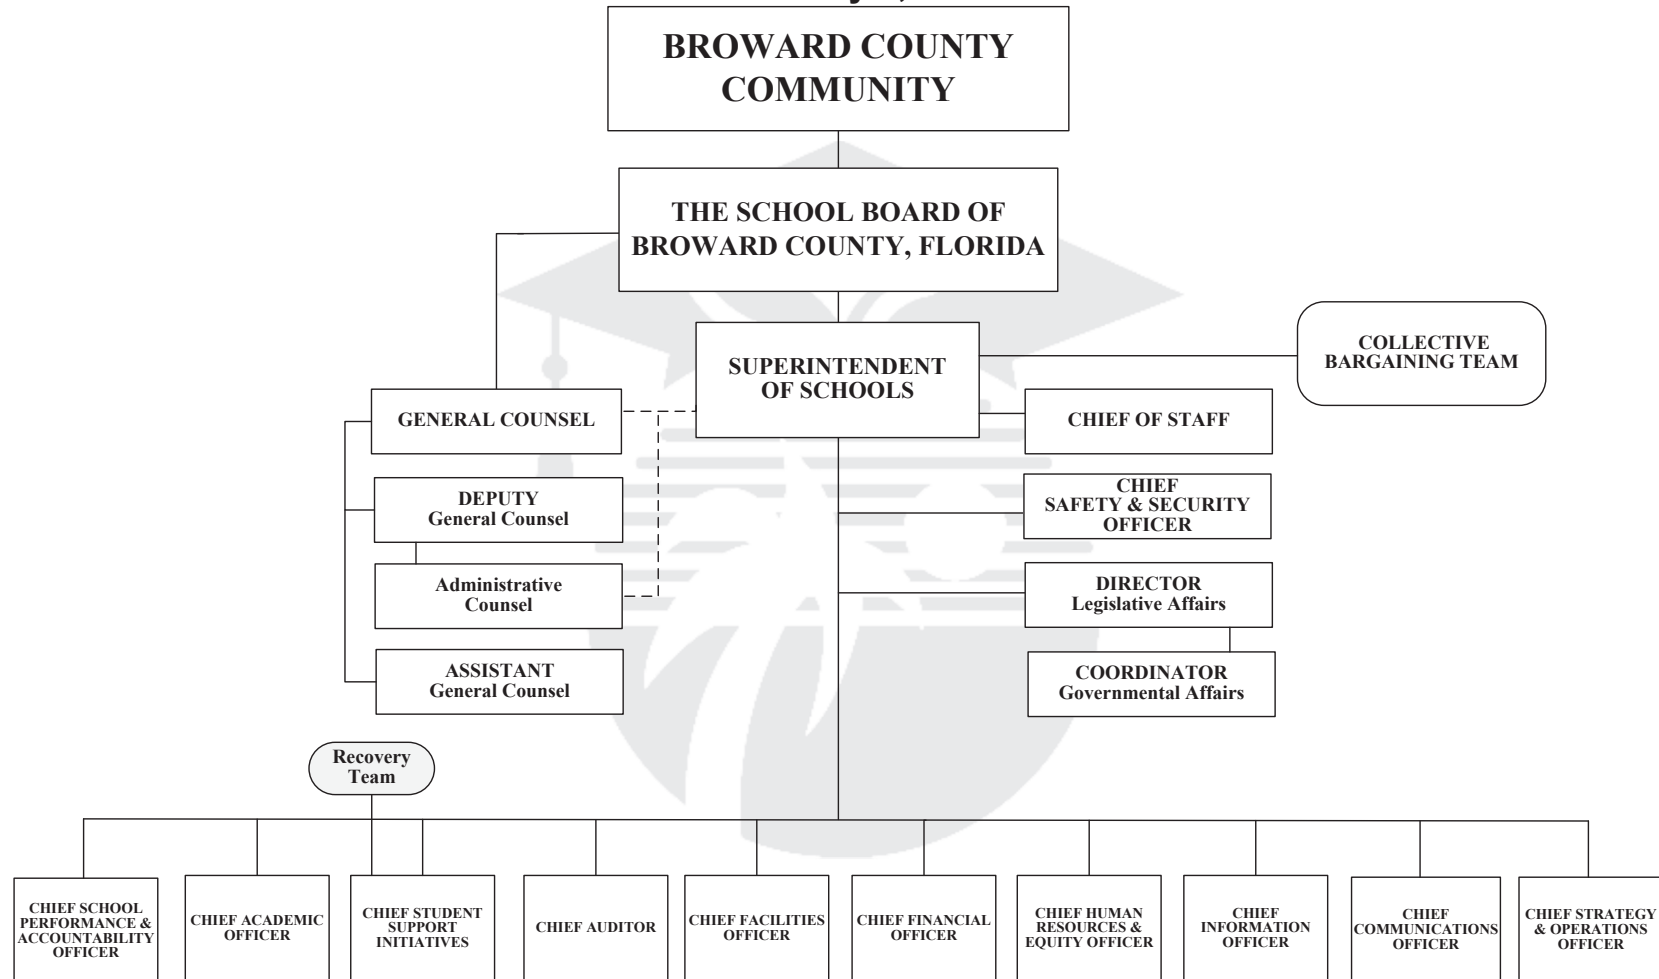 BROWARD COUNTY
COMMUNITY
THE SCHOOL BOARD OF
BROWARD COUNTY, FLORIDA
SUPERINTENDENT
OF SCHOOLS
COLLECTIVE
BARGAINING TEAM
GENERAL COUNSEL
CHIEF OF STAFF
DEPUTY
General Counsel
CHIEF
SAFETY & SECURITY
OFFICER
Administrative
Counsel
DIRECTOR
Legislative Affairs
ASSISTANT
General Counsel
COORDINATOR
Governmental Affairs
Recovery
Team
CHIEF SCHOOL
PERFORMANCE &
ACCOUNTABILITY
OFFICER
CHIEF ACADEMIC
OFFICER
CHIEF STUDENT
SUPPORT
INITIATIVES
CHIEF AUDITOR
CHIEF FACILITIES
OFFICER
CHIEF FINANCIAL
OFFICER
CHIEF HUMAN
RESOURCES &
EQUITY OFFICER
CHIEF
INFORMATION
OFFICER
CHIEF
COMMUNICATIONS
OFFICER
CHIEF STRATEGY
& OPERATIONS
OFFICER